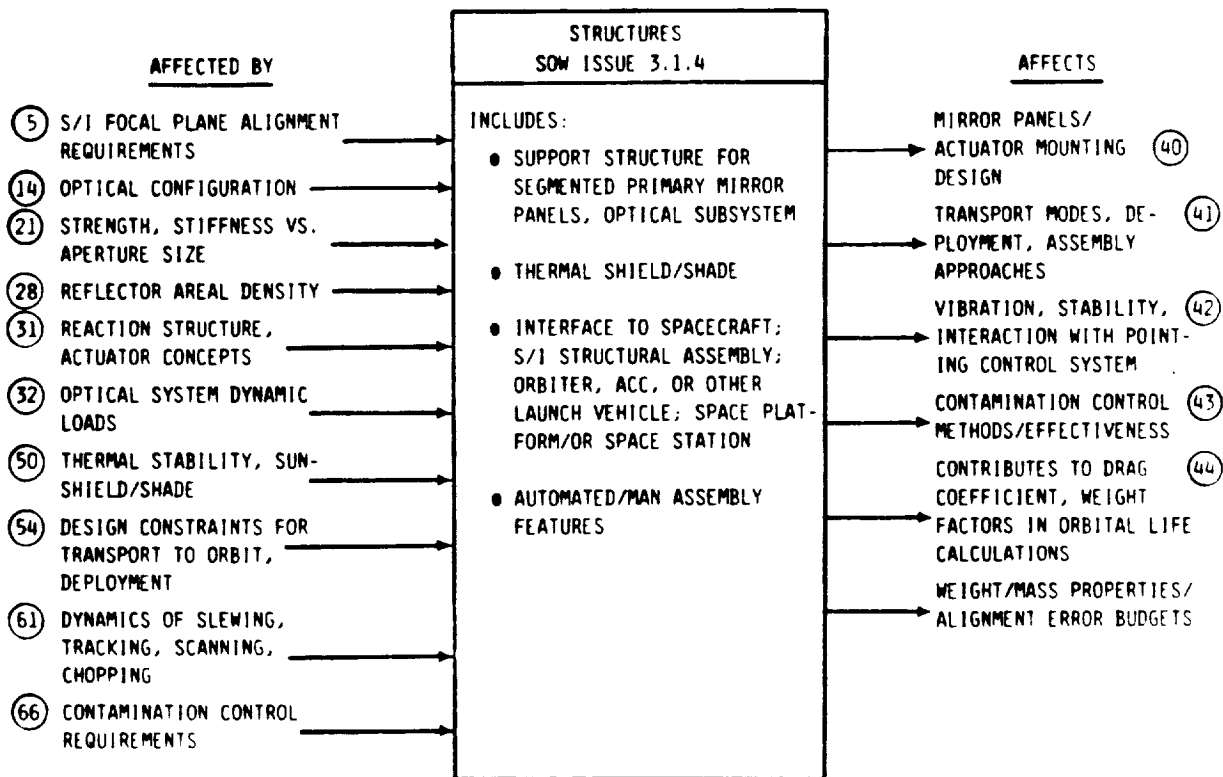 AFFECTED BY
5 S/I FOCAL PLANE ALIGNMENT
REQUIREMENTS
14 OPTICAL CONFIGURATION
21 STRENGTH, STIFFNESS VS.
APERTURE SIZE
28 REFLECTOR AREAL DENSITY
31 REACTION STRUCTURE,
ACTUATOR CONCEPTS
32 OPTICAL SYSTEM DYNAMIC
LOADS
50 THERMAL STABILITY, SUN-
SHIELD/SHADE
54 DESIGN CONSTRAINTS FOR
TRANSPORT TO ORBIT,
DEPLOYMENT
61 DYNAMICS OF SLEWING,
TRACKING, SCANNING,
CHOPPING
66 CONTAMINATION CONTROL
REQUIREMENTS
STRUCTURES
SOW ISSUE 3.1.4
INCLUDES:
• SUPPORT STRUCTURE FOR
SEGMENTED PRIMARY MIRROR
PANELS, OPTICAL SUBSYSTEM
• THERMAL SHIELD/SHADE
• INTERFACE TO SPACECRAFT;
S/I STRUCTURAL ASSEMBLY;
ORBITER, ACC, OR OTHER
LAUNCH VEHICLE; SPACE PLAT-
FORM/OR SPACE STATION
• AUTOMATED/MAN ASSEMBLY
FEATURES
AFFECTS
MIRROR PANELS/
ACTUATOR MOUNTING 40
DESIGN
TRANSPORT MODES, DE- 41
PLOYMENT, ASSEMBLY
APPROACHES
VIBRATION, STABILITY, 42
INTERACTION WITH POINT-
ING CONTROL SYSTEM
CONTAMINATION CONTROL 43
METHODS/EFFECTIVENESS
CONTRIBUTES TO DRAG 44
COEFFICIENT, WEIGHT
FACTORS IN ORBITAL LIFE
CALCULATIONS
WEIGHT/MASS PROPERTIES/
ALIGNMENT ERROR BUDGETS